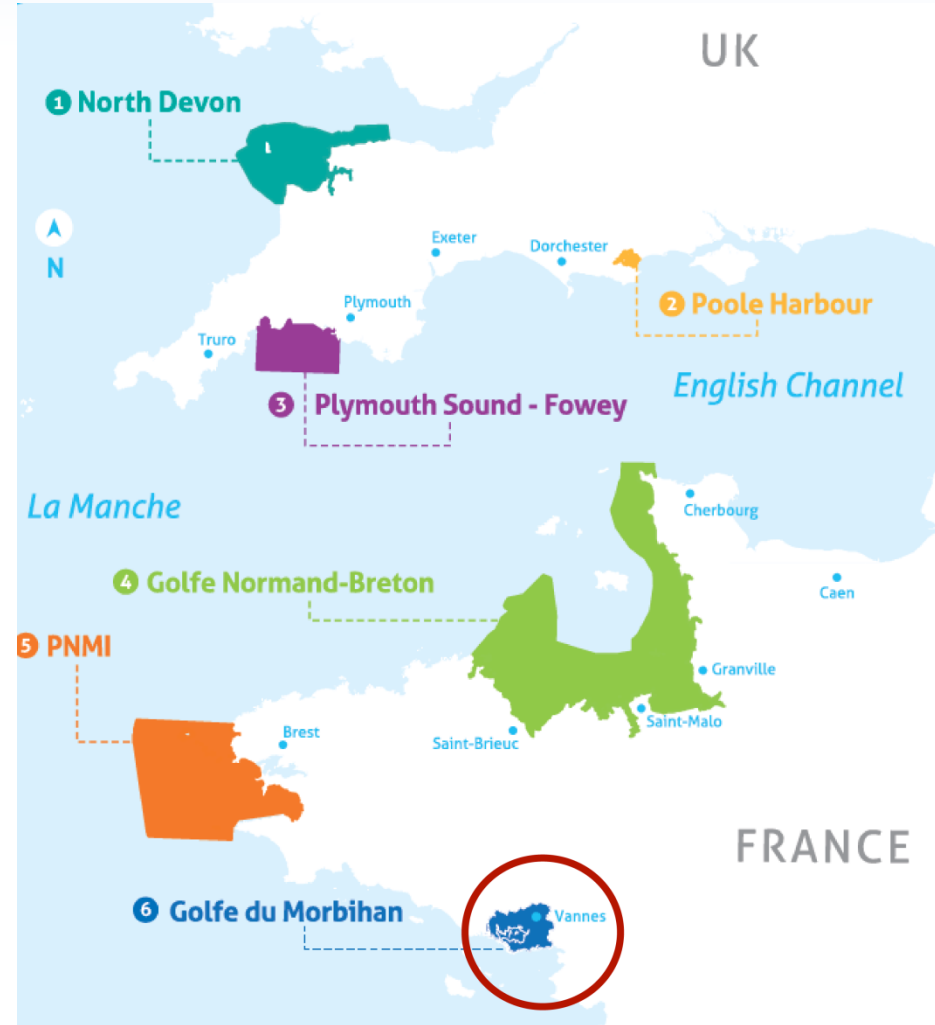 UK
1 North Devon
N
Exeter
Dorchester
Plymouth
2 Poole Harbour
Truro
English Channel
3 Plymouth Sound - Fowey
La Manche
Cherbourg
4 Golfe Normand-Breton
Caen
5 PNMI
Granville
Saint-Malo
Brest
Saint-Brieuc
FRANCE
6 Golfe du Morbihan
Vannes